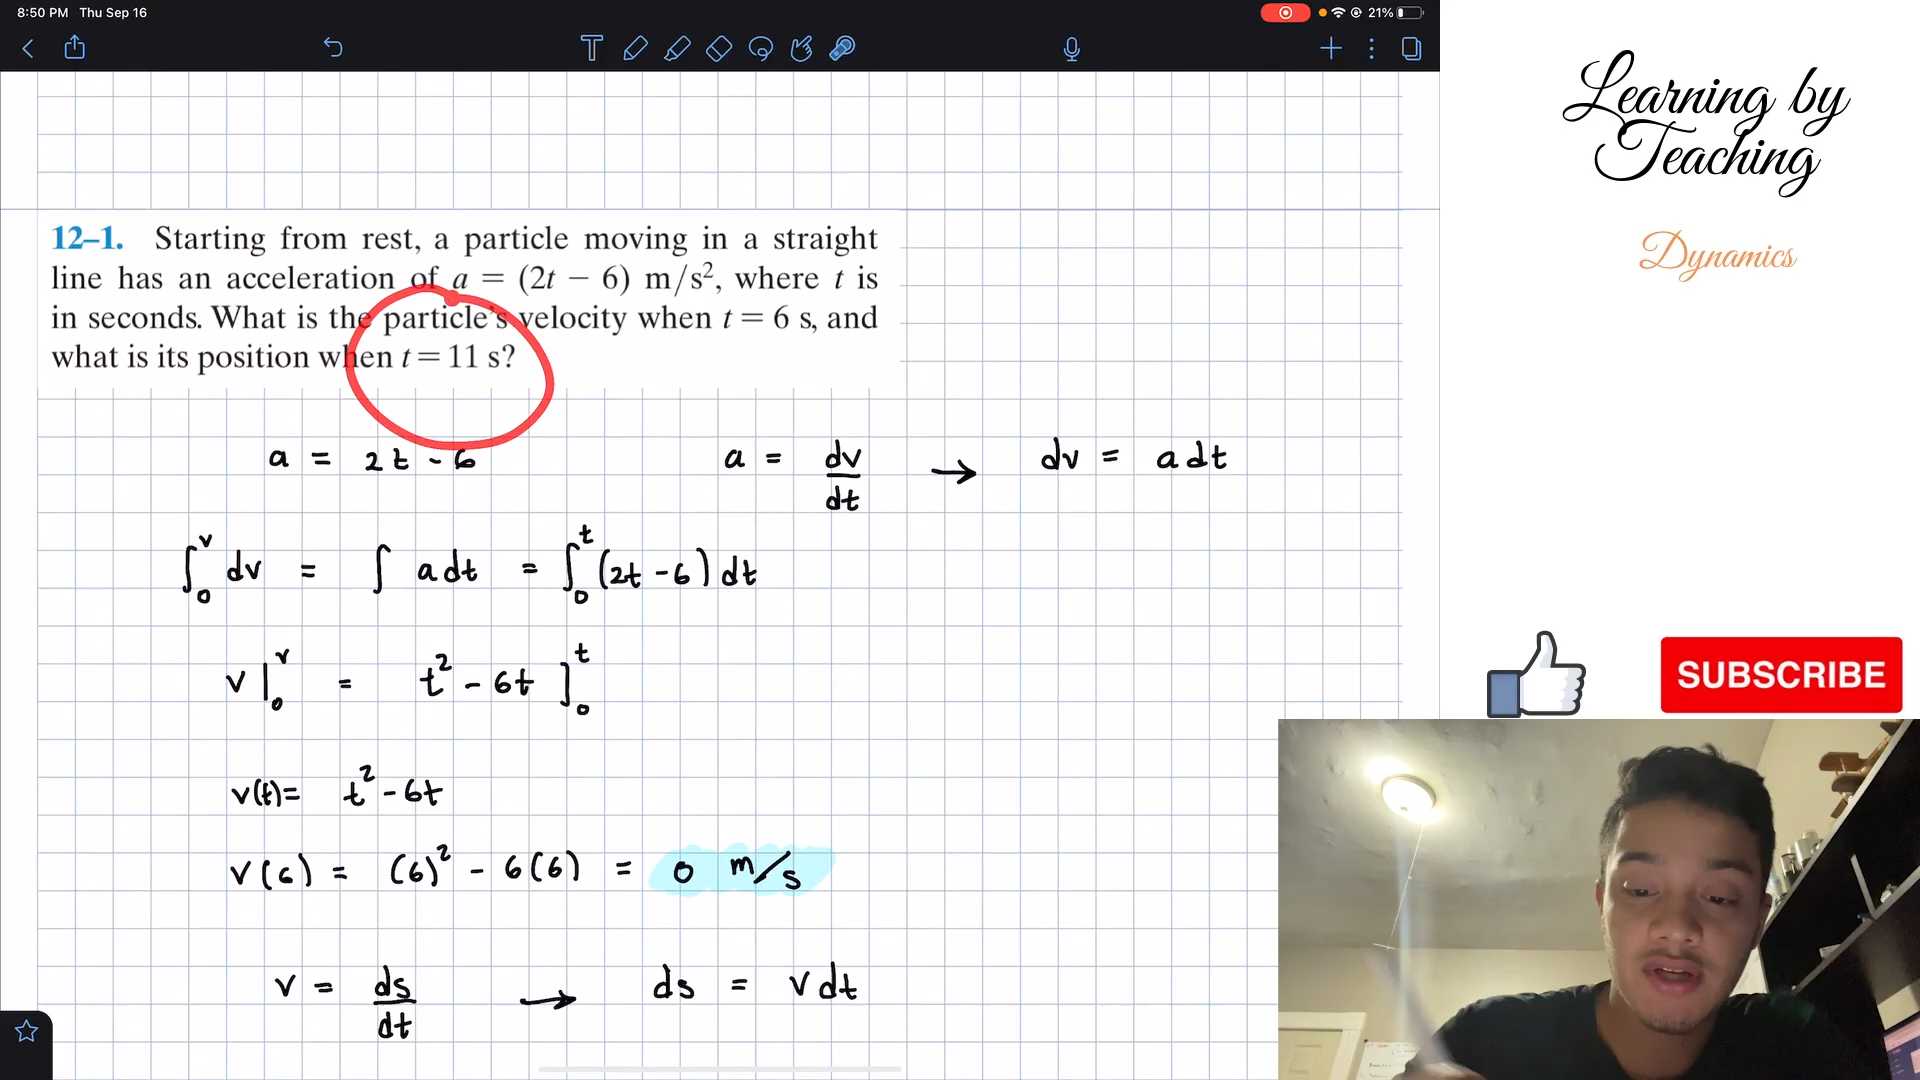 8:50 PM Thu Sep 16
21%
Learning by
Teaching
Dynamics
12–1. Starting from rest, a particle moving in a straight
line has an acceleration of a = (2t − 6) m/s², where t is
in seconds. What is the particle's velocity when t = 6 s, and
what is its position when t = 11 s?
a = 2t - 6
a = dv/dt → dv = a dt
∫₀ᵛ dv = ∫ a dt = ∫₀ᵗ (2t - 6) dt
v |₀ᵛ = t² - 6t ]₀ᵗ
v(t) = t² - 6t
v(6) = (6)² - 6(6) = 0 m/s
v = ds/dt → ds = v dt
SUBSCRIBE